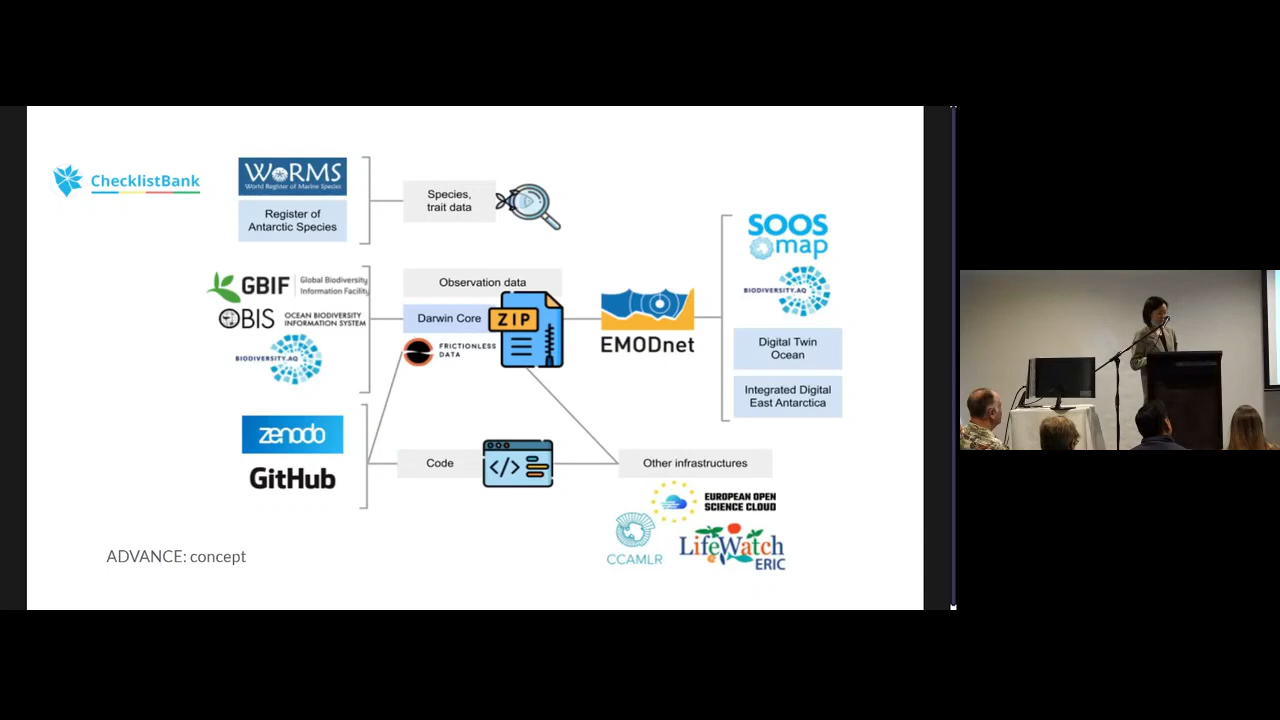 ChecklistBank
WoRMS
World Register of Marine Species
Register of
Antarctic Species
Species,
trait data
GBIF
Global Biodiversity
Information Facility
OBIS
OCEAN BIODIVERSITY
INFORMATION SYSTEM
BIODIVERSITY.AQ
Observation data
Darwin Core
ZIP
FRICTIONLESS
DATA
EMODnet
SOOS
map
BIODIVERSITY.AQ
Digital Twin
Ocean
Integrated Digital
East Antarctica
zenodo
GitHub
Code
</>
Other infrastructures
EUROPEAN OPEN
SCIENCE CLOUD
CCAMLR
LifeWatch
ERIC
ADVANCE: concept